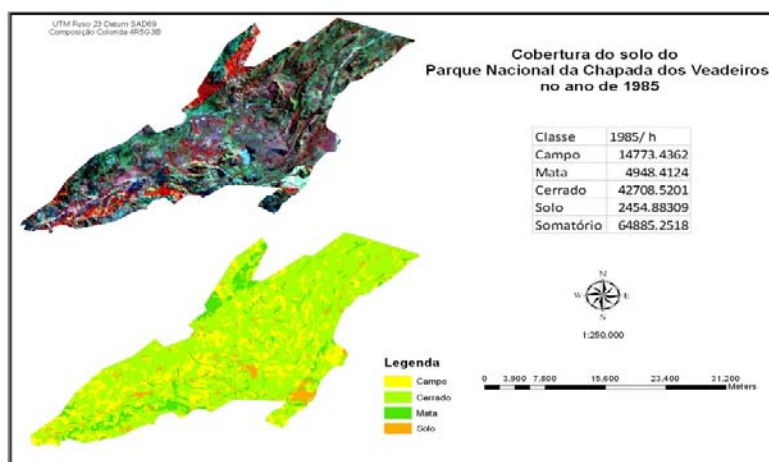 UTM Fuso 23 Datum SAD69
Composição Colorida 4R5G3B
Cobertura do solo do
Parque Nacional da Chapada dos Veadeiros
no ano de 1985
Classe 1985/ h
Campo 14773.4362
Mata 4948.4124
Cerrado 42708.5201
Solo 2454.88309
Somatório 64885.2518
N
W E
S
1:250.000
Legenda
Campo
Cerrado
Mata
Solo
0 3,900 7,800 15,600 23,400 31,200
Meters